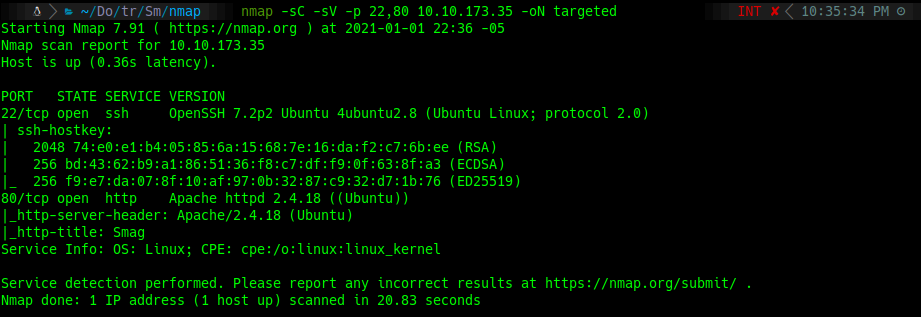 ~/Do/tr/Sm/nmap nmap -sC -sV -p 22,80 10.10.173.35 -oN targeted INT ✘ 10:35:34 PM
Starting Nmap 7.91 ( https://nmap.org ) at 2021-01-01 22:36 -05
Nmap scan report for 10.10.173.35
Host is up (0.36s latency).
PORT   STATE SERVICE VERSION
22/tcp open  ssh     OpenSSH 7.2p2 Ubuntu 4ubuntu2.8 (Ubuntu Linux; protocol 2.0)
| ssh-hostkey:
|   2048 74:e0:e1:b4:05:85:6a:15:68:7e:16:da:f2:c7:6b:ee (RSA)
|   256 bd:43:62:b9:a1:86:51:36:f8:c7:df:f9:0f:63:8f:a3 (ECDSA)
|_  256 f9:e7:da:07:8f:10:af:97:0b:32:87:c9:32:d7:1b:76 (ED25519)
80/tcp open  http    Apache httpd 2.4.18 ((Ubuntu))
|_http-server-header: Apache/2.4.18 (Ubuntu)
|_http-title: Smag
Service Info: OS: Linux; CPE: cpe:/o:linux:linux_kernel
Service detection performed. Please report any incorrect results at https://nmap.org/submit/ .
Nmap done: 1 IP address (1 host up) scanned in 20.83 seconds